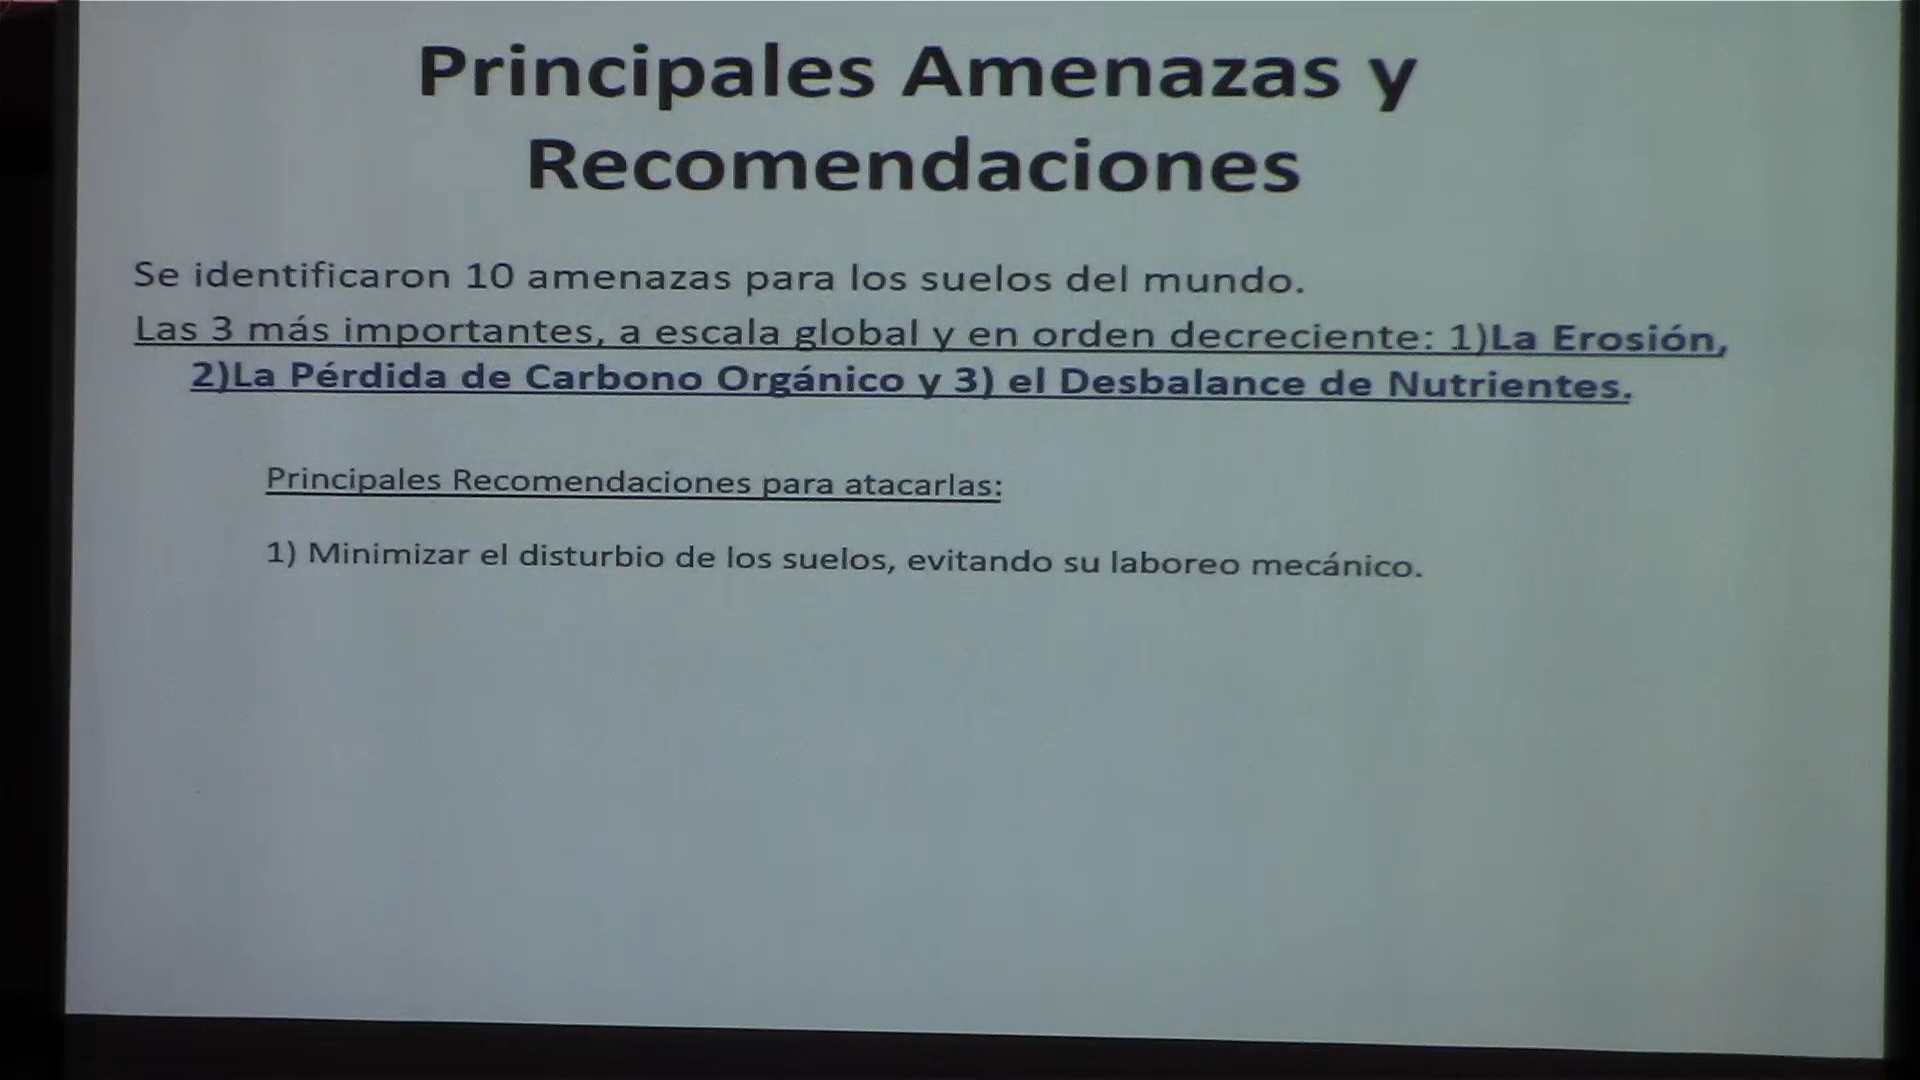 Principales Amenazas y
Recomendaciones
Se identificaron 10 amenazas para los suelos del mundo.
Las 3 más importantes, a escala global y en orden decreciente: 1)La Erosión,
2)La Pérdida de Carbono Orgánico y 3) el Desbalance de Nutrientes.
Principales Recomendaciones para atacarlas:
1) Minimizar el disturbio de los suelos, evitando su laboreo mecánico.